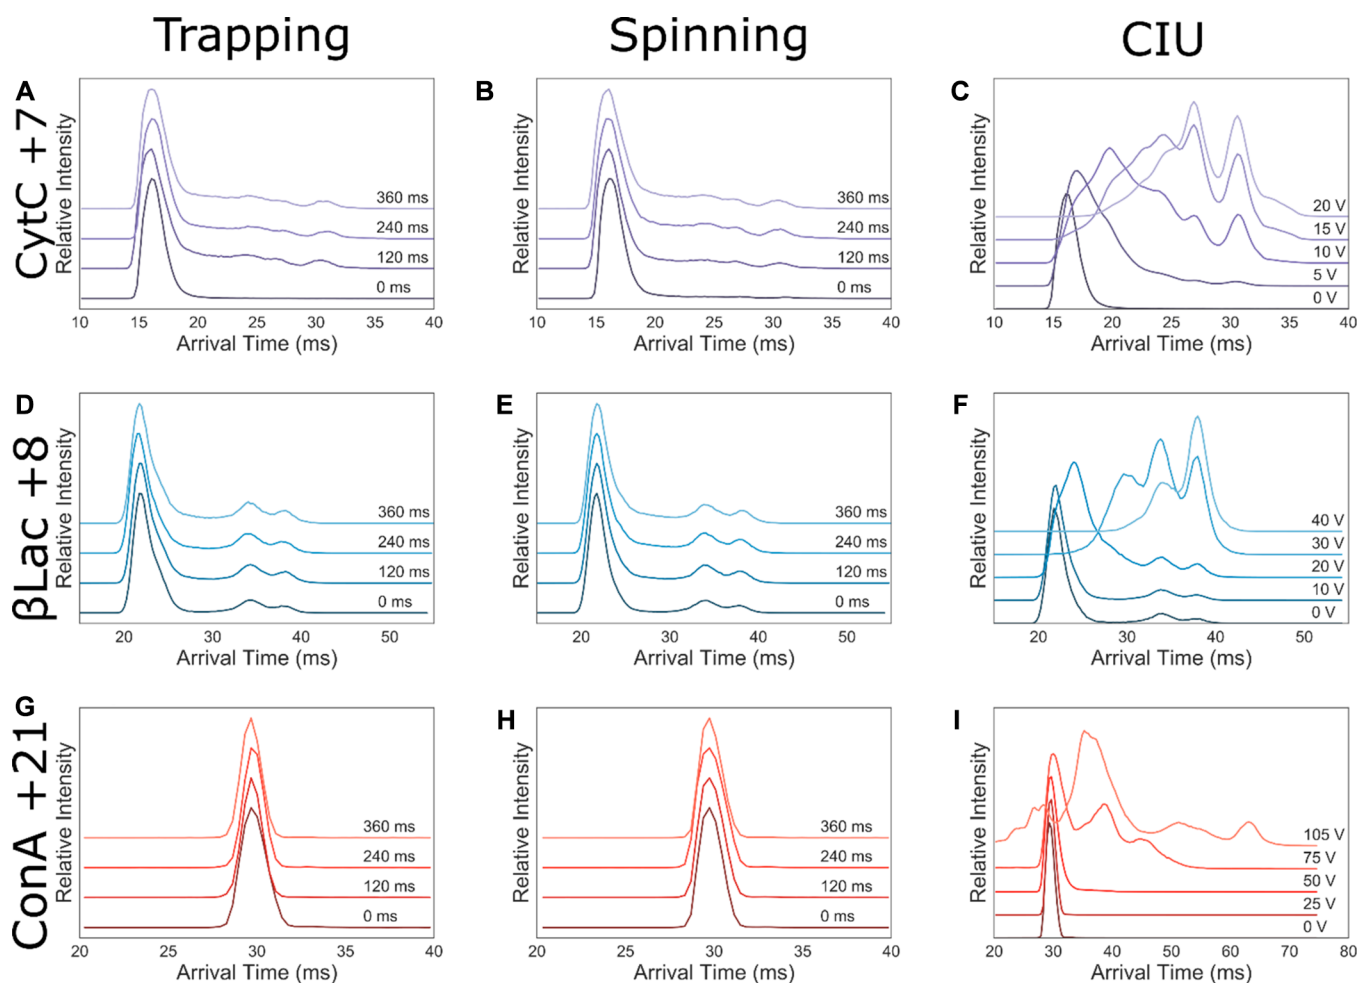 Trapping
Spinning
CIU
CytC +7
A
Relative Intensity
360 ms
240 ms
120 ms
0 ms
10 15 20 25 30 35 40
Arrival Time (ms)
B
Relative Intensity
360 ms
240 ms
120 ms
0 ms
10 15 20 25 30 35 40
Arrival Time (ms)
C
Relative Intensity
20 V
15 V
10 V
5 V
0 V
10 15 20 25 30 35 40
Arrival Time (ms)
βLac +8
D
Relative Intensity
360 ms
240 ms
120 ms
0 ms
20 30 40 50
Arrival Time (ms)
E
Relative Intensity
360 ms
240 ms
120 ms
0 ms
20 30 40 50
Arrival Time (ms)
F
Relative Intensity
40 V
30 V
20 V
10 V
0 V
20 30 40 50
Arrival Time (ms)
ConA +21
G
Relative Intensity
360 ms
240 ms
120 ms
0 ms
20 25 30 35 40
Arrival Time (ms)
H
Relative Intensity
360 ms
240 ms
120 ms
0 ms
20 25 30 35 40
Arrival Time (ms)
I
Relative Intensity
105 V
75 V
50 V
25 V
0 V
20 30 40 50 60 70 80
Arrival Time (ms)